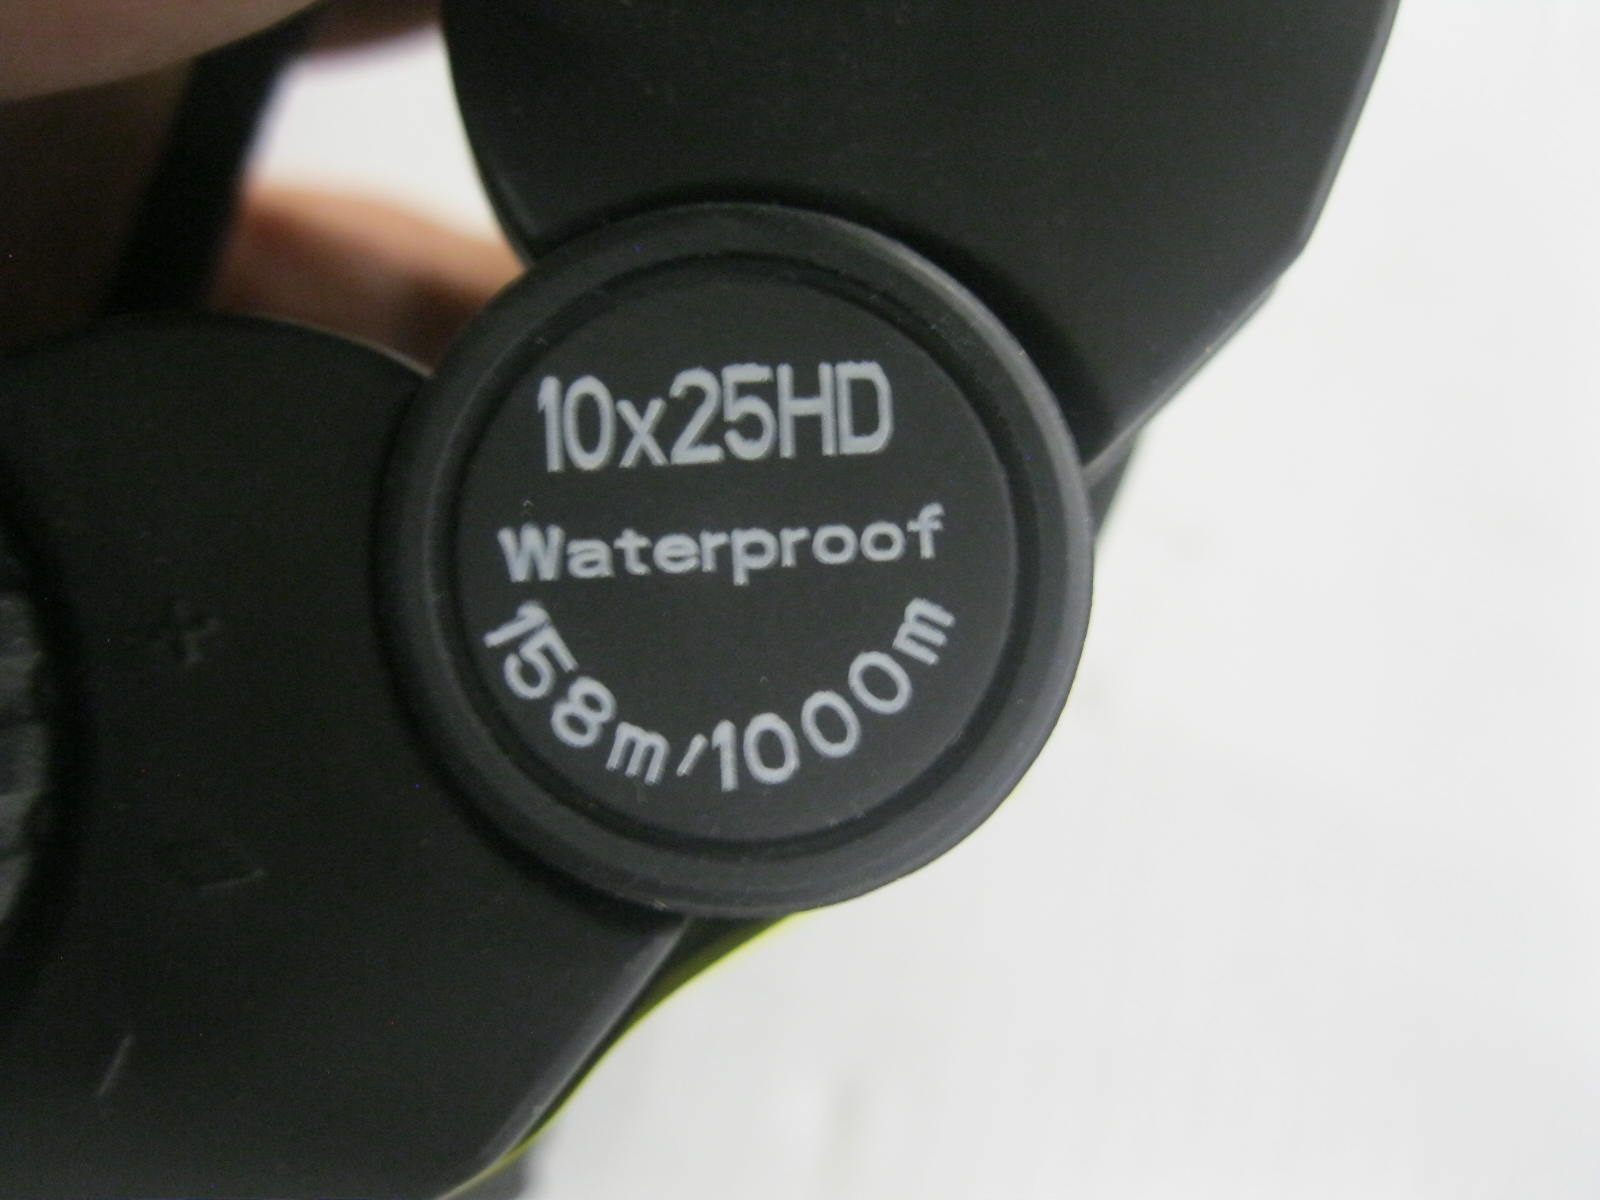 10x25HD
Waterproof
158m/1000m
+